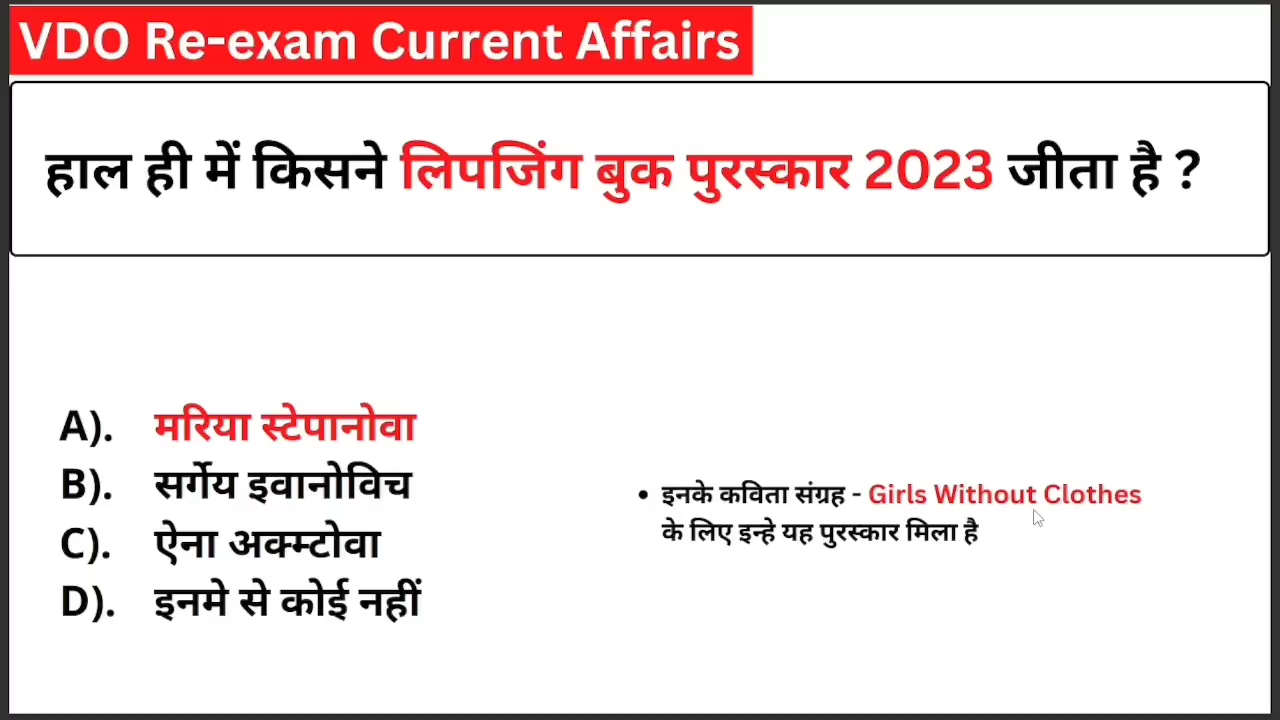 VDO Re-exam Current Affairs
हाल ही में किसने लिपजिंग बुक पुरस्कार 2023 जीता है ?
A). मरिया स्टेपानोवा
B). सर्गेय इवानोविच
C). ऐना अक्म्टोवा
D). इनमे से कोई नहीं
• इनके कविता संग्रह - Girls Without Clothes
के लिए इन्हे यह पुरस्कार मिला है